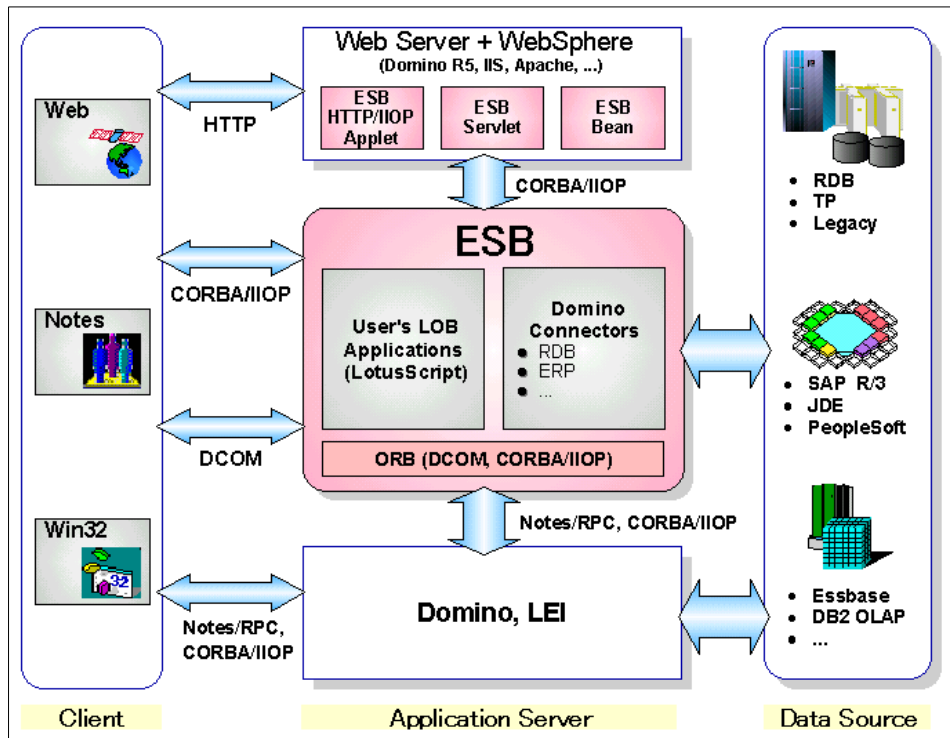 Web
Notes
Win32
32
HTTP
CORBA/IIOP
DCOM
Notes/RPC,
CORBA/IIOP
Web Server + WebSphere
(Domino R5, IIS, Apache, ...)
ESB
HTTP/IIOP
Applet
ESB
Servlet
ESB
Bean
CORBA/IIOP
ESB
User's LOB
Applications
(LotusScript)
Domino
Connectors
● RDB
● ERP
● ...
ORB (DCOM, CORBA/IIOP)
Notes/RPC, CORBA/IIOP
Domino, LEI
• RDB
• TP
• Legacy
• SAP R/3
• JDE
• PeopleSoft
• Essbase
• DB2 OLAP
• ...
Client
Application Server
Data Source